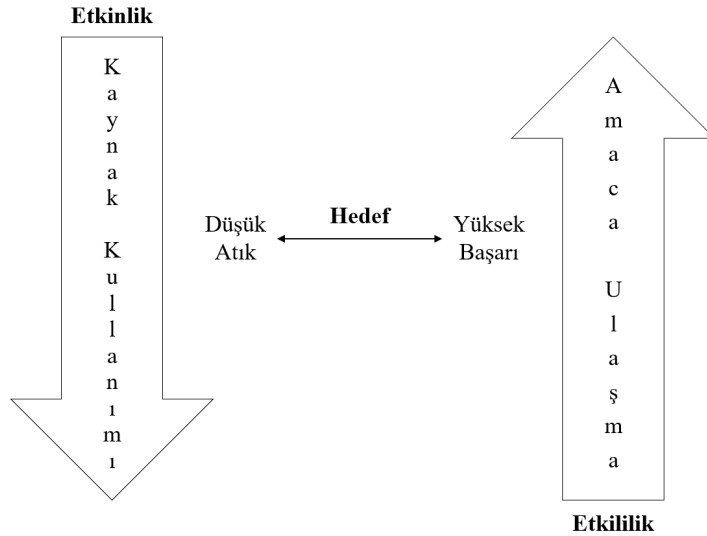 Etkinlik
Kaynak Kullanımı
Düşük
Atık
Hedef
Yüksek
Başarı
Amaca Ulaşma
Etkililik